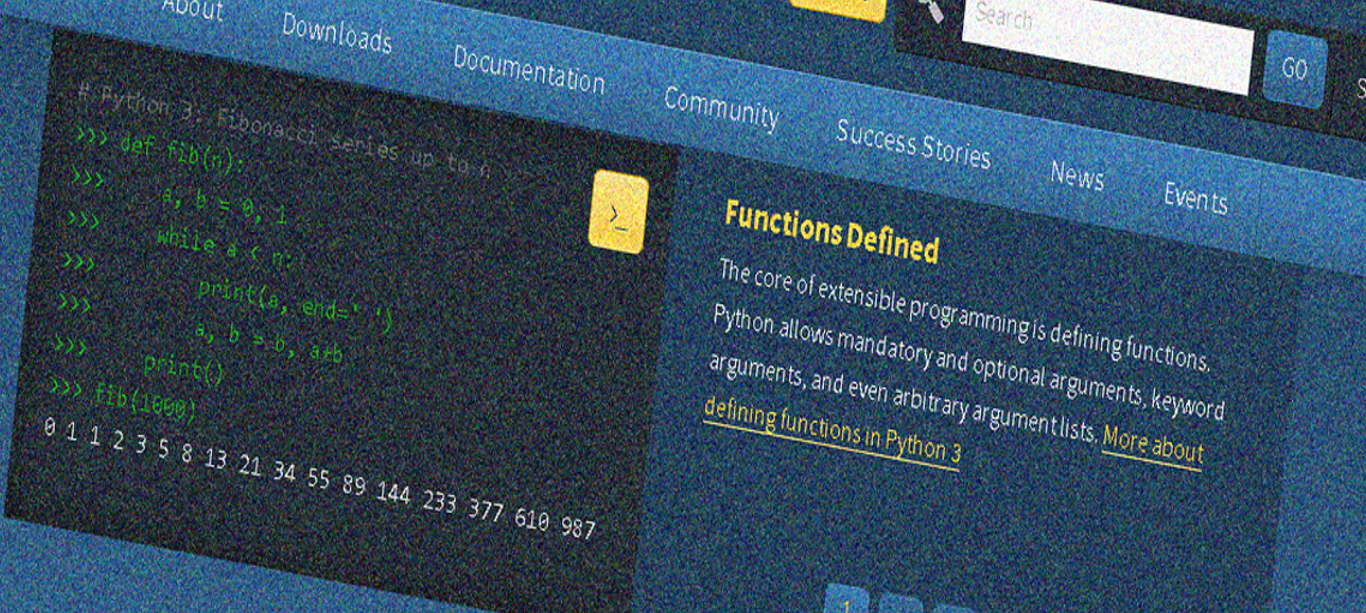 Search
GO
About
Downloads
Documentation
Community
Success Stories
News
Events
# Python 3: Fibonacci series up to n
>>> def fib(n):
>>>     a, b = 0, 1
>>>     while a < n:
>>>         print(a, end=' ')
>>>         a, b = b, a+b
>>>     print()
>>> fib(1000)
0 1 1 2 3 5 8 13 21 34 55 89 144 233 377 610 987
>_
Functions Defined
The core of extensible programming is defining functions.
Python allows mandatory and optional arguments, keyword
arguments, and even arbitrary argument lists. More about
defining functions in Python 3
1